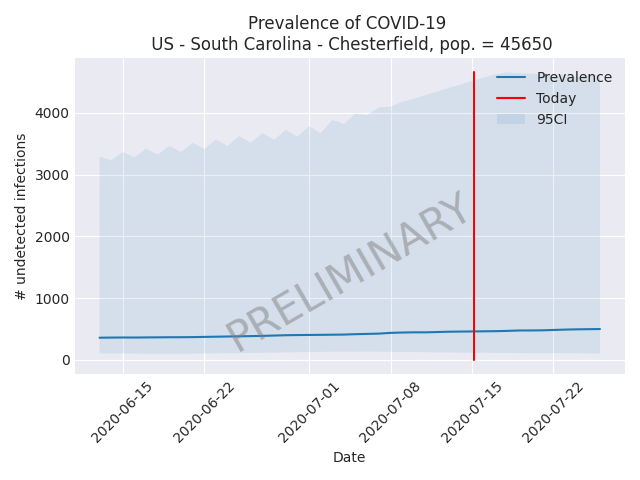 Prevalence of COVID-19
US - South Carolina - Chesterfield, pop. = 45650
Prevalence
Today
95CI
4000
3000
2000
1000
0
# undetected infections
PRELIMINARY
2020-06-15
2020-06-22
2020-07-01
2020-07-08
2020-07-15
2020-07-22
Date